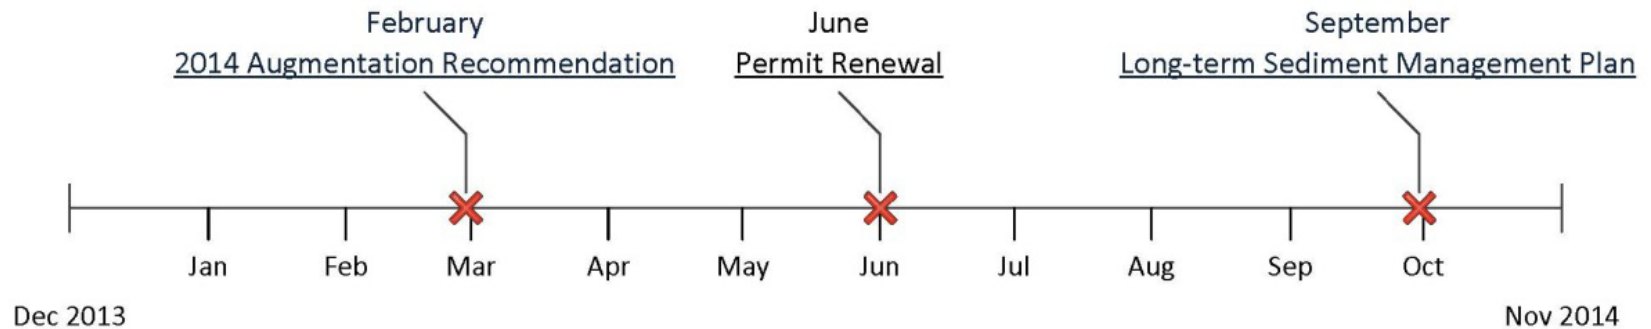 February
2014 Augmentation Recommendation
June
Permit Renewal
September
Long-term Sediment Management Plan
Jan Feb Mar Apr May Jun Jul Aug Sep Oct
Dec 2013 Nov 2014